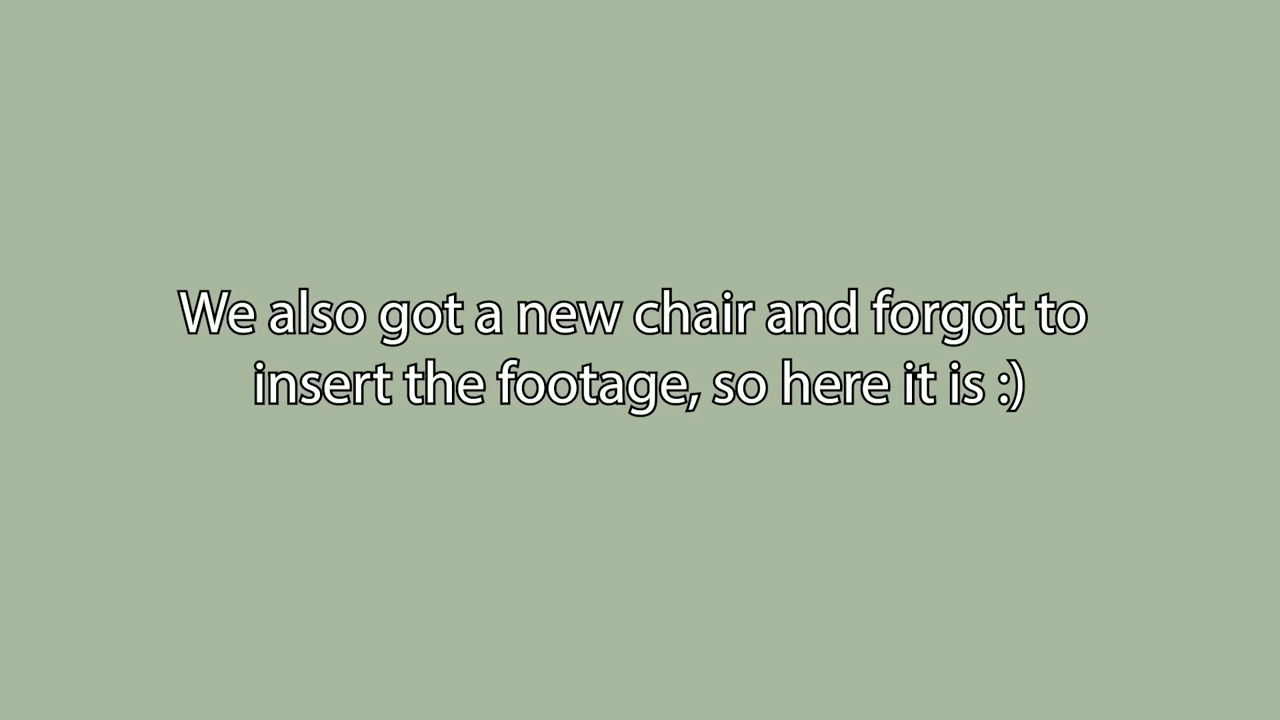 We also got a new chair and forgot to
insert the footage, so here it is :)